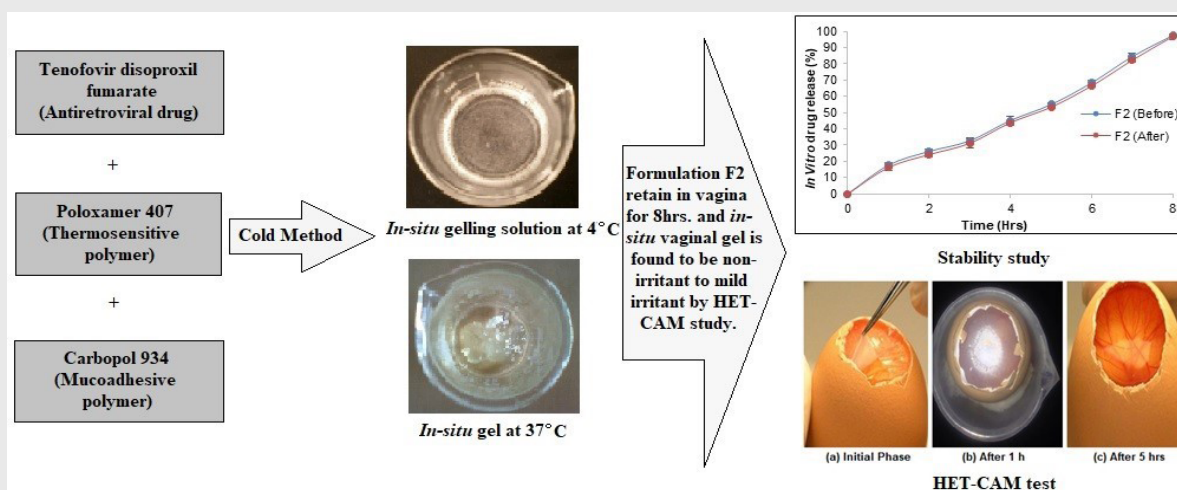 Tenofovir disoproxil
fumarate
(Antiretroviral drug)
+
Poloxamer 407
(Thermosensitive
polymer)
+
Carbopol 934
(Mucoadhesive
polymer)
Cold Method
In-situ gelling solution at 4°C
In-situ gel at 37°C
Formulation F2
retain in vagina
for 8hrs. and in-
situ vaginal gel is
found to be non-
irritant to mild
irritant by HET-
CAM study.
In Vitro drug release (%)
100
90
80
70
60
50
40
30
20
10
0
F2 (Before)
F2 (After)
0 2 4 6 8
Time (Hrs)
Stability study
(a) Initial Phase (b) After 1 h (c) After 5 hrs
HET-CAM test